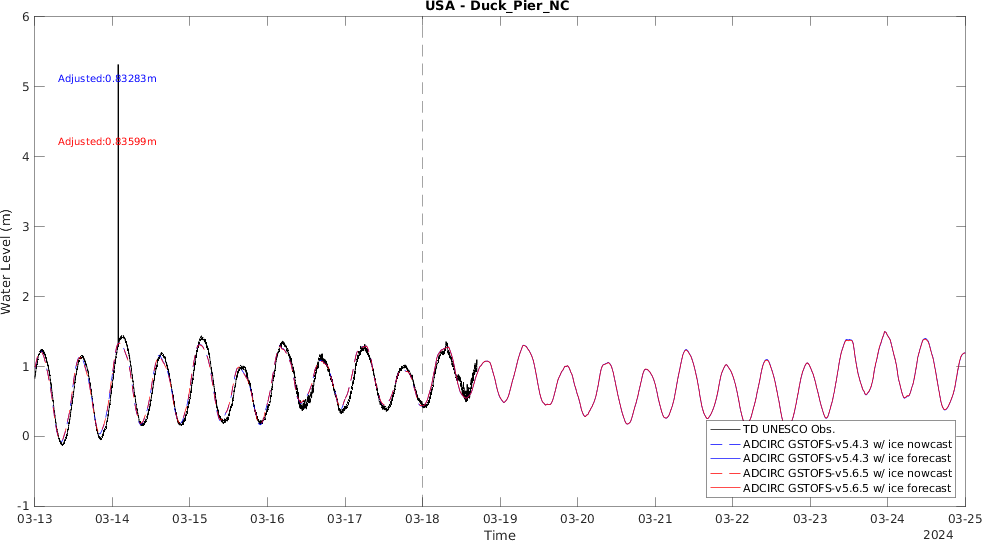 USA - Duck_Pier_NC
6
5
4
3
2
1
0
-1
Water Level (m)
Adjusted:0.83283m
Adjusted:0.83599m
TD UNESCO Obs.
ADCIRC GSTOFS-v5.4.3 w/ ice nowcast
ADCIRC GSTOFS-v5.4.3 w/ ice forecast
ADCIRC GSTOFS-v5.6.5 w/ ice nowcast
ADCIRC GSTOFS-v5.6.5 w/ ice forecast
03-13 03-14 03-15 03-16 03-17 03-18 03-19 03-20 03-21 03-22 03-23 03-24 03-25
Time
2024